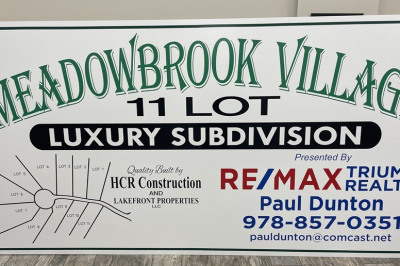 MEADOWBROOK VILLAG
11 LOT
LUXURY SUBDIVISION
Quality Built by
HCR Construction
AND
LAKEFRONT PROPERTIES
LLC
Presented By
RE/MAX TRIUM
REALT
Paul Dunton
978-857-0351
pauldunton@comcast.net